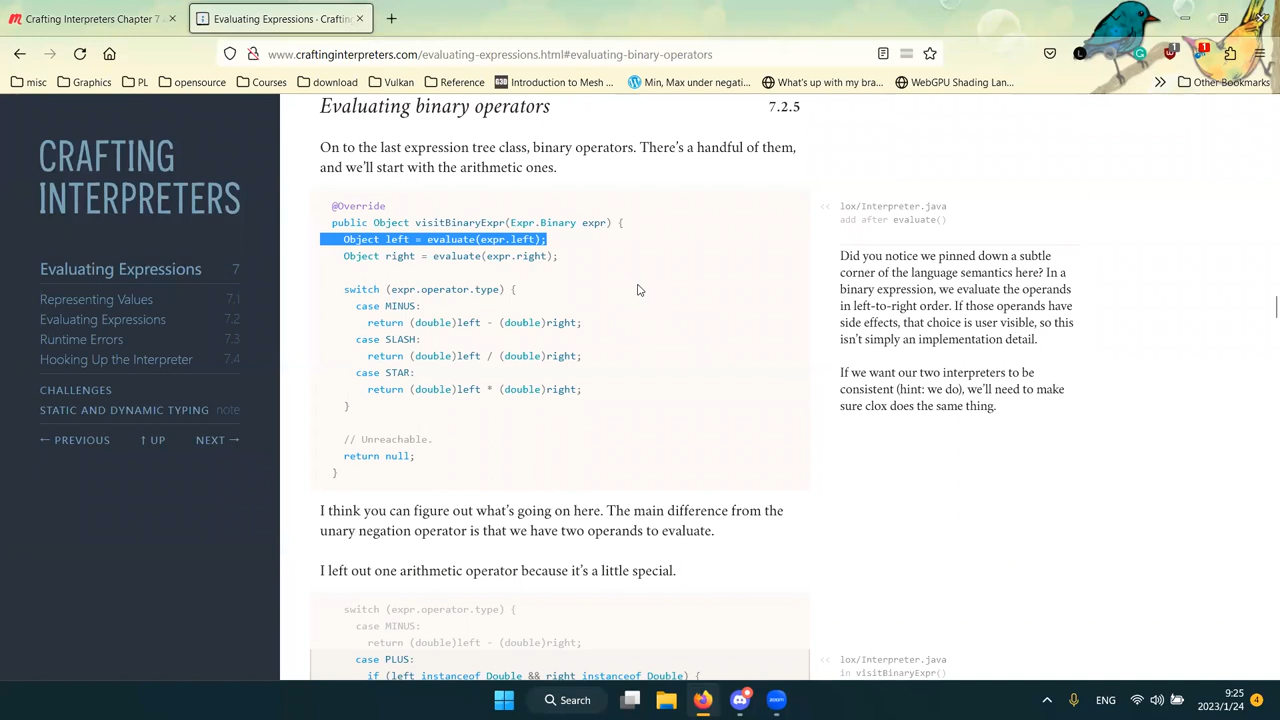 Crafting Interpreters Chapter 7
Evaluating Expressions · Craftin
www.craftinginterpreters.com/evaluating-expressions.html#evaluating-binary-operators
misc Graphics PL opensource Courses download Vulkan Reference Introduction to Mesh ... Min, Max under negati... What's up with my bra... WebGPU Shading Lan... Other Bookmarks
CRAFTING
INTERPRETERS
Evaluating Expressions 7
Representing Values 7.1
Evaluating Expressions 7.2
Runtime Errors 7.3
Hooking Up the Interpreter 7.4
CHALLENGES
STATIC AND DYNAMIC TYPING note
← PREVIOUS ↑ UP NEXT →
Evaluating binary operators 7.2.5
On to the last expression tree class, binary operators. There’s a handful of them,
and we’ll start with the arithmetic ones.
@Override
public Object visitBinaryExpr(Expr.Binary expr) {
Object left = evaluate(expr.left);
Object right = evaluate(expr.right);
switch (expr.operator.type) {
case MINUS:
return (double)left - (double)right;
case SLASH:
return (double)left / (double)right;
case STAR:
return (double)left * (double)right;
}
// Unreachable.
return null;
}
<< lox/Interpreter.java
add after evaluate()
Did you notice we pinned down a subtle
corner of the language semantics here? In a
binary expression, we evaluate the operands
in left-to-right order. If those operands have
side effects, that choice is user visible, so this
isn’t simply an implementation detail.
If we want our two interpreters to be
consistent (hint: we do), we’ll need to make
sure clox does the same thing.
I think you can figure out what’s going on here. The main difference from the
unary negation operator is that we have two operands to evaluate.
I left out one arithmetic operator because it’s a little special.
switch (expr.operator.type) {
case MINUS:
return (double)left - (double)right;
case PLUS:
if (left instanceof Double && right instanceof Double) {
<< lox/Interpreter.java
in visitBinaryExpr()
Search
ENG
9:25
2023/1/24
4